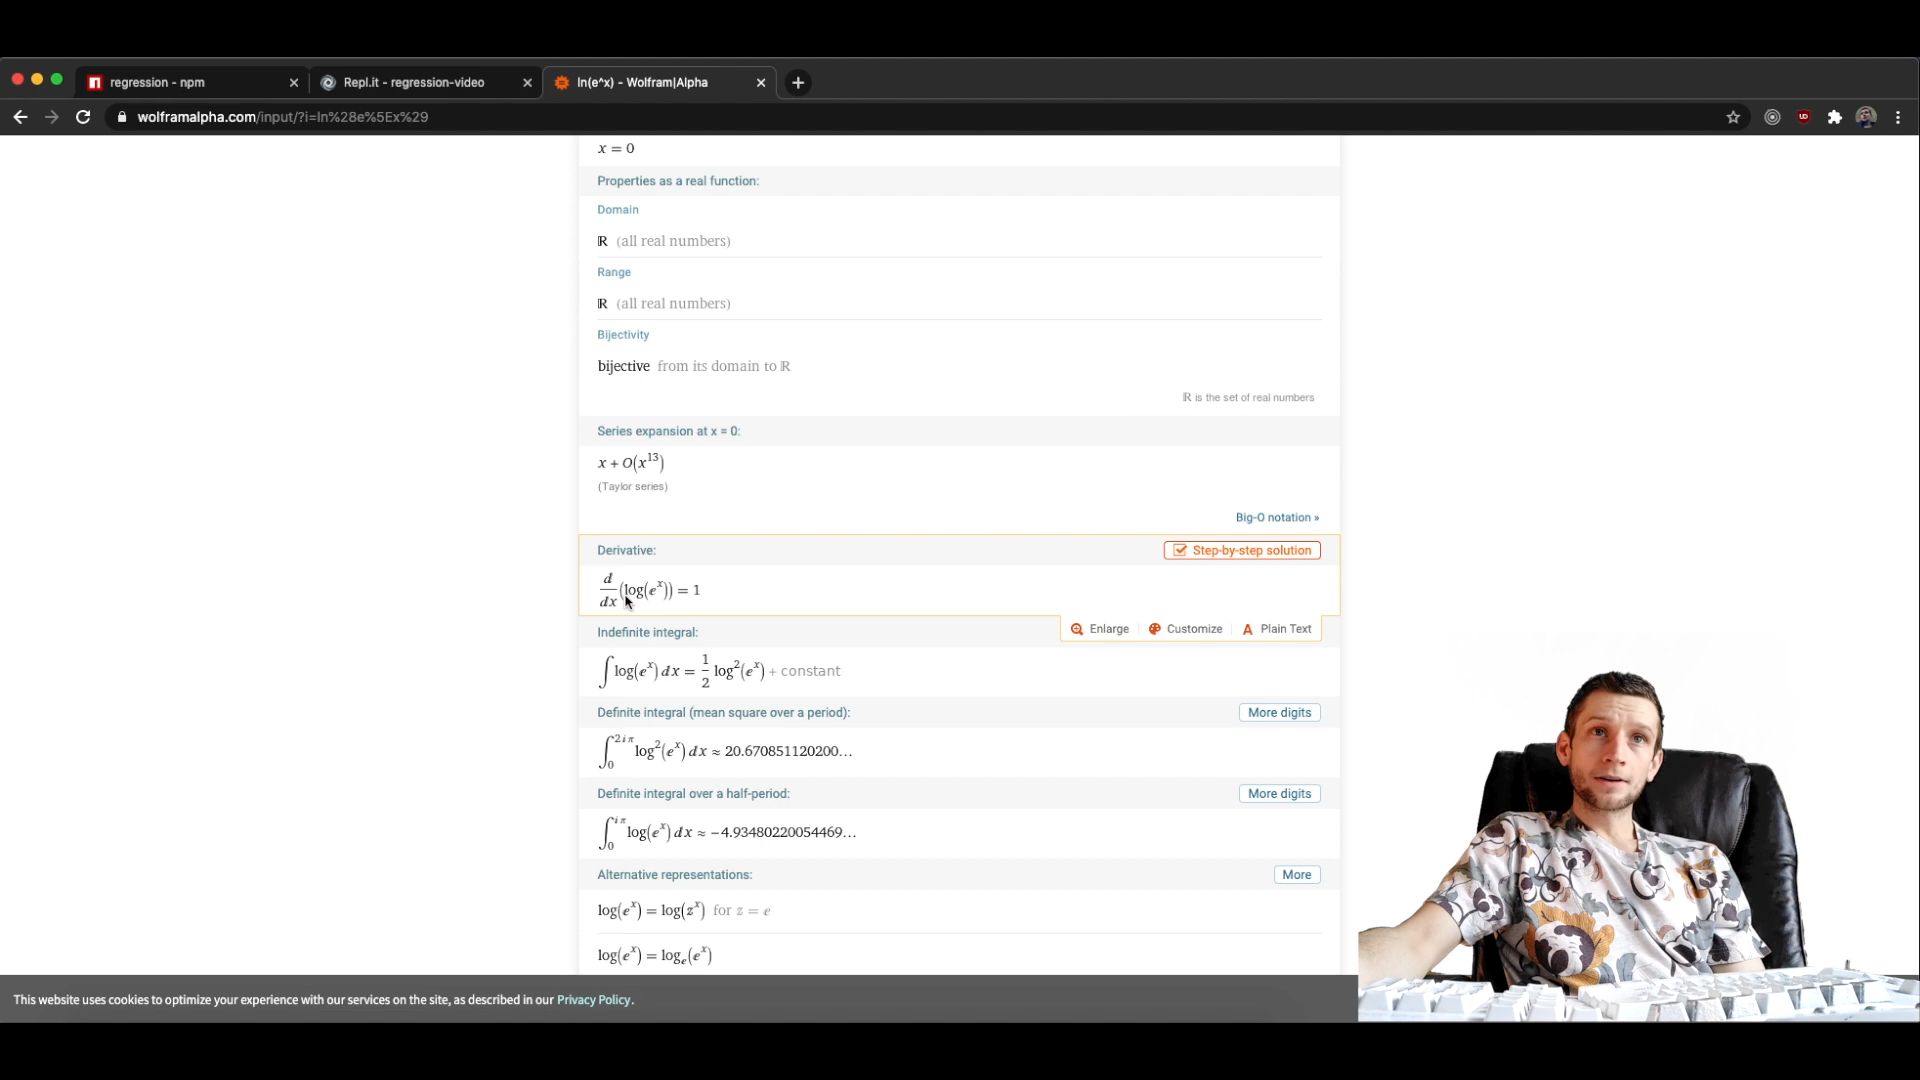 regression - npm
Repl.it - regression-video
ln(e^x) - Wolfram|Alpha
wolframalpha.com/input/?i=ln%28e%5Ex%29
x = 0
Properties as a real function:
Domain
ℝ (all real numbers)
Range
ℝ (all real numbers)
Bijectivity
bijective from its domain to ℝ
ℝ is the set of real numbers
Series expansion at x = 0:
x + O(x^13)
(Taylor series)
Big-O notation »
Derivative:
Step-by-step solution
d/dx (log(e^x)) = 1
Enlarge Customize A Plain Text
Indefinite integral:
∫ log(e^x) dx = 1/2 log²(e^x) + constant
Definite integral (mean square over a period):
More digits
∫_0^{2 i π} log²(e^x) dx ≈ 20.670851120200…
Definite integral over a half-period:
More digits
∫_0^{i π} log(e^x) dx ≈ −4.93480220054469…
Alternative representations:
More
log(e^x) = log(z^x) for z = e
log(e^x) = log_e(e^x)
This website uses cookies to optimize your experience with our services on the site, as described in our Privacy Policy.